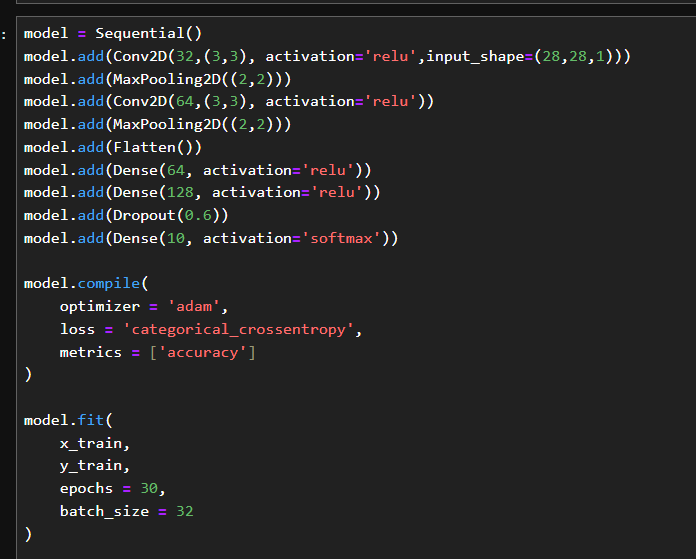 :
model = Sequential()
model.add(Conv2D(32,(3,3), activation='relu',input_shape=(28,28,1)))
model.add(MaxPooling2D((2,2)))
model.add(Conv2D(64,(3,3), activation='relu'))
model.add(MaxPooling2D((2,2)))
model.add(Flatten())
model.add(Dense(64, activation='relu'))
model.add(Dense(128, activation='relu'))
model.add(Dropout(0.6))
model.add(Dense(10, activation='softmax'))

model.compile(
    optimizer = 'adam',
    loss = 'categorical_crossentropy',
    metrics = ['accuracy']
)

model.fit(
    x_train,
    y_train,
    epochs = 30,
    batch_size = 32
)